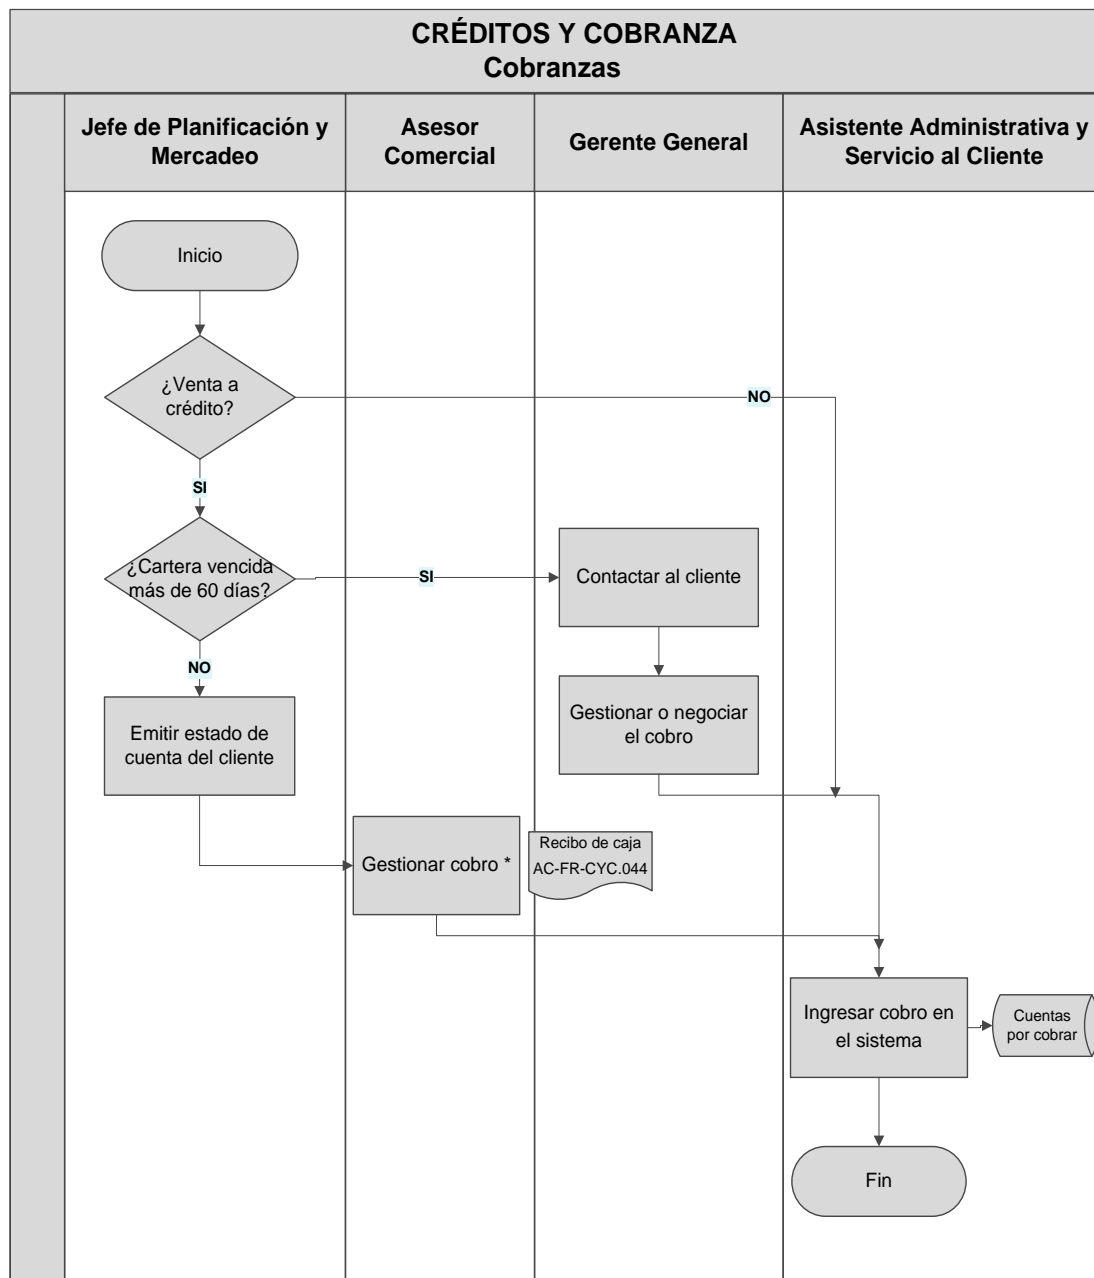 CRÉDITOS Y COBRANZA
Cobranzas
Jefe de Planificación y
Mercadeo
Asesor
Comercial
Gerente General
Asistente Administrativa y
Servicio al Cliente
Inicio
¿Venta a
crédito?
NO
SI
¿Cartera vencida
más de 60 días?
SI
Contactar al cliente
NO
Emitir estado de
cuenta del cliente
Gestionar o negociar
el cobro
Gestionar cobro *
Recibo de caja
AC-FR-CYC.044
Ingresar cobro en
el sistema
Cuentas
por cobrar
Fin